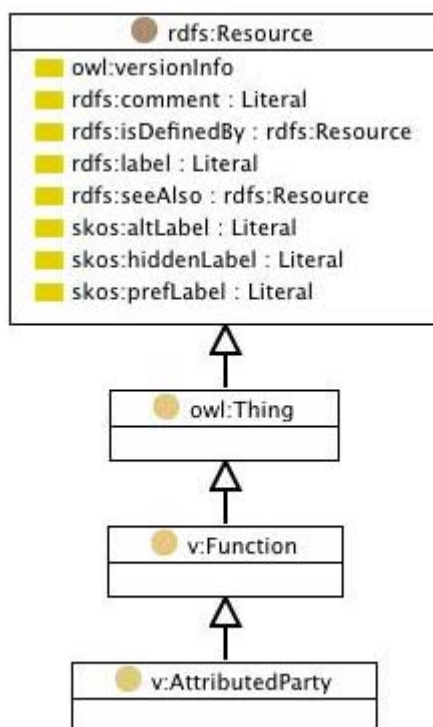 rdfs:Resource
owl:versionInfo
rdfs:comment : Literal
rdfs:isDefinedBy : rdfs:Resource
rdfs:label : Literal
rdfs:seeAlso : rdfs:Resource
skos:altLabel : Literal
skos:hiddenLabel : Literal
skos:prefLabel : Literal
owl:Thing
v:Function
v:AttributedParty